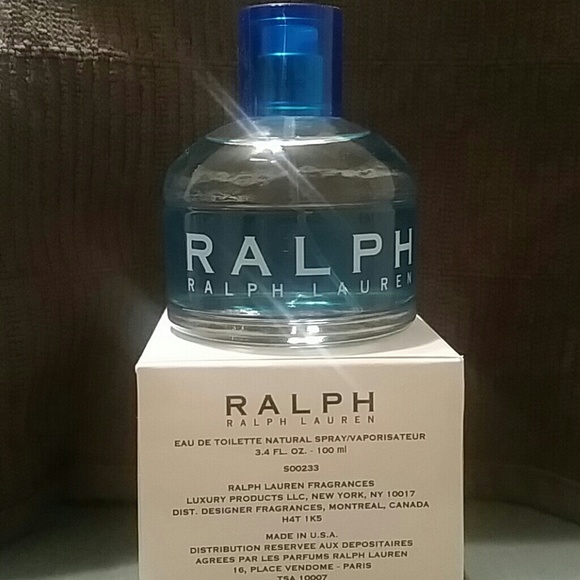 RALPH
RALPH LAUREN
RALPH
RALPH LAUREN
EAU DE TOILETTE NATURAL SPRAY/VAPORISATEUR
3.4 FL. OZ. - 100 ml
S00233
RALPH LAUREN FRAGRANCES
LUXURY PRODUCTS LLC, NEW YORK, NY 10017
DIST. DESIGNER FRAGRANCES, MONTREAL, CANADA
H4T 1K5
MADE IN U.S.A.
DISTRIBUTION RESERVEE AUX DEPOSITAIRES
AGREES PAR LES PARFUMS RALPH LAUREN
16, PLACE VENDOME - PARIS
TSA 10007